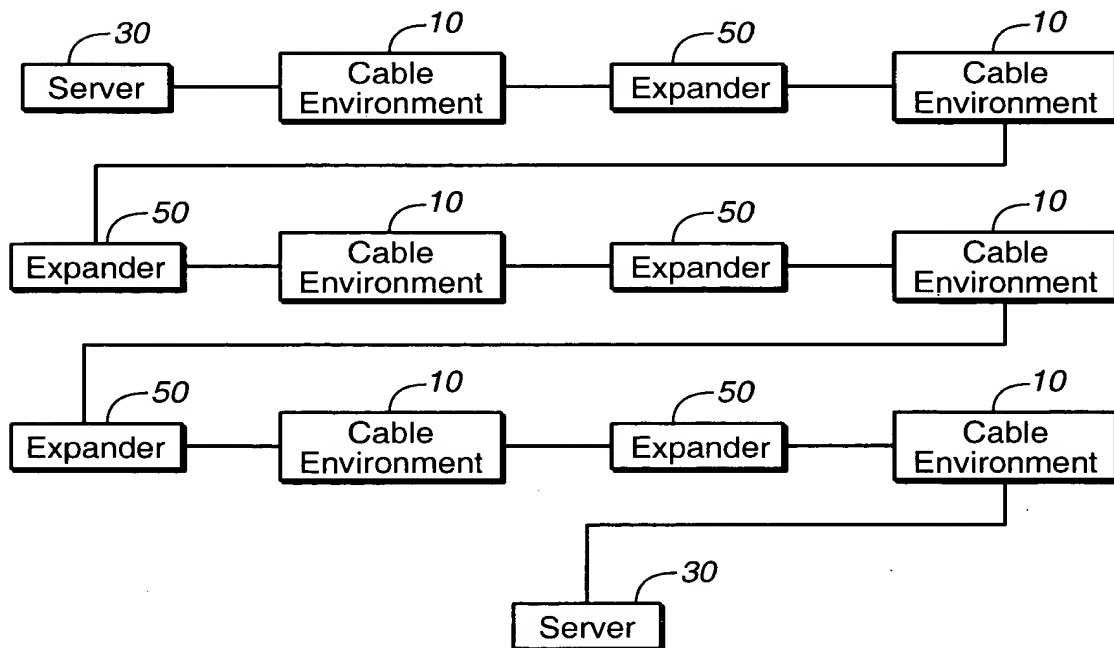 30
10
50
10
Server
Cable
Environment
Expander
Cable
Environment
50
10
50
10
Expander
Cable
Environment
Expander
Cable
Environment
50
10
50
10
Expander
Cable
Environment
Expander
Cable
Environment
30
Server